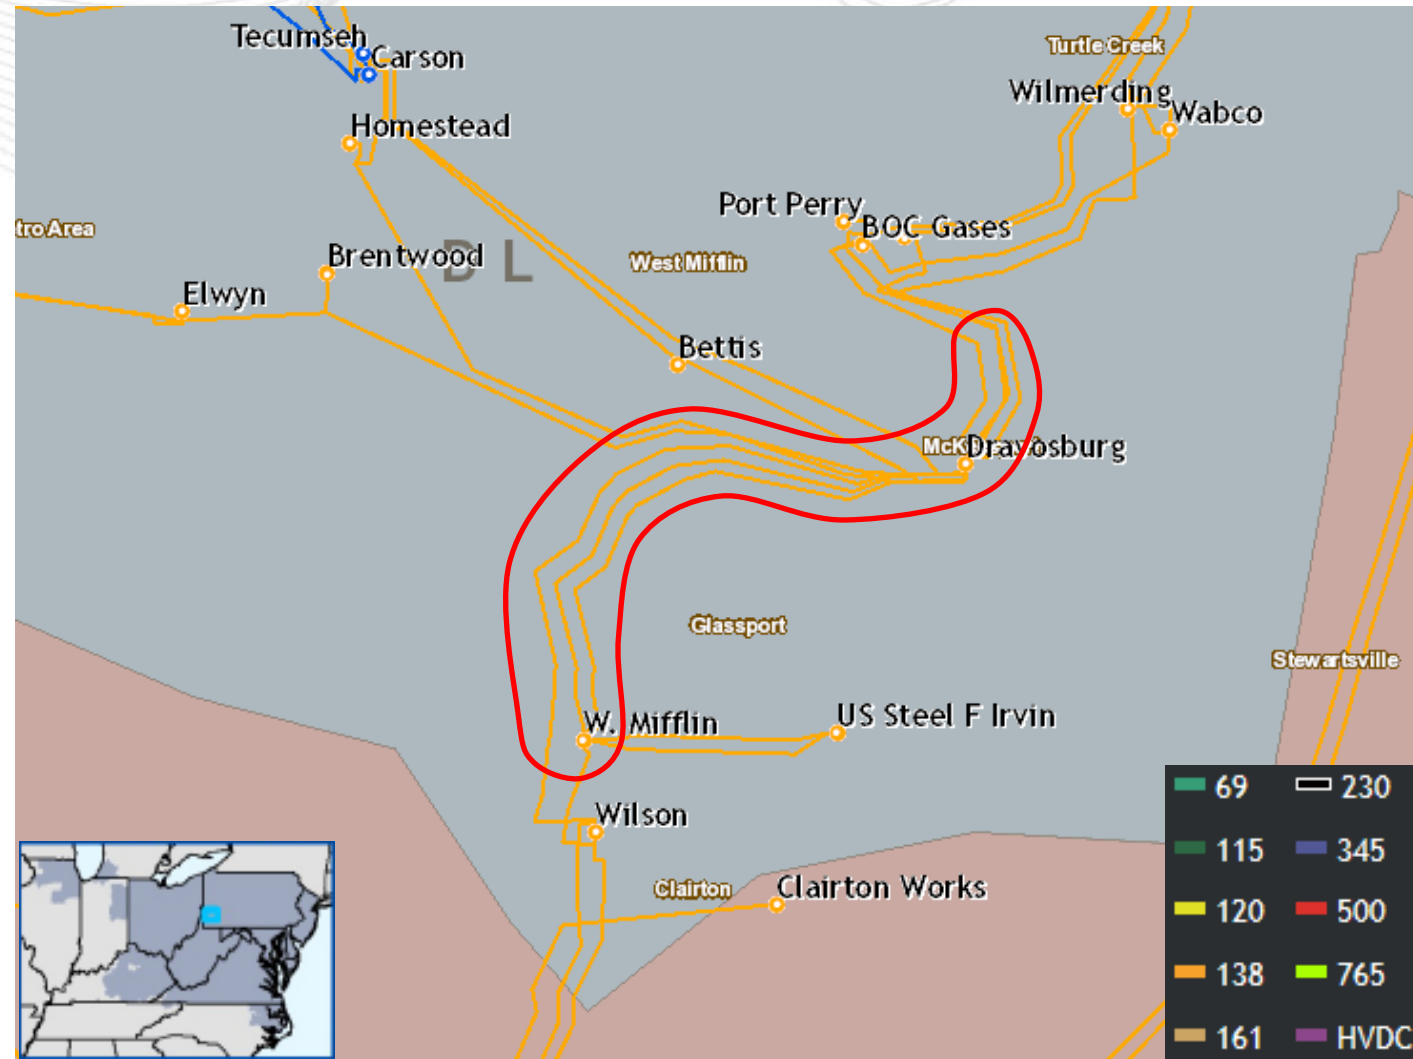 Tecumseh
Carson
Turtle Creek
Wilmerding
Wabco
Homestead
Port Perry
BOC Gases
tro Area
Brentwood
D L
West Mifflin
Elwyn
Bettis
Dravosburg
Glassport
Stewartsville
W. Mifflin
US Steel F Irvin
Wilson
Clairton
Clairton Works
69
230
115
345
120
500
138
765
161
HVDC